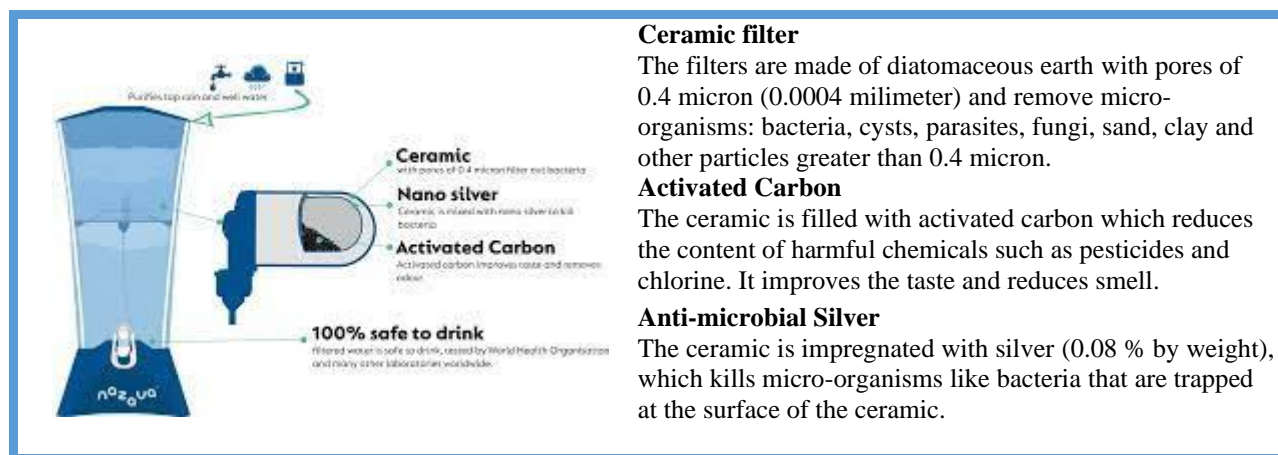 Purifies tap rain and well water
Ceramic
with pores of 0.4 micron filter out bacteria
Nano silver
Ceramic is mixed with nano silver to kill
bacteria
Activated Carbon
Activated carbon improves taste and removes
odour.
100% safe to drink
filtered water is safe to drink, tested by World Health Organisation
and many other laboratories worldwide.
nazava
Ceramic filter
The filters are made of diatomaceous earth with pores of
0.4 micron (0.0004 milimeter) and remove micro-
organisms: bacteria, cysts, parasites, fungi, sand, clay and
other particles greater than 0.4 micron.
Activated Carbon
The ceramic is filled with activated carbon which reduces
the content of harmful chemicals such as pesticides and
chlorine. It improves the taste and reduces smell.
Anti-microbial Silver
The ceramic is impregnated with silver (0.08 % by weight),
which kills micro-organisms like bacteria that are trapped
at the surface of the ceramic.